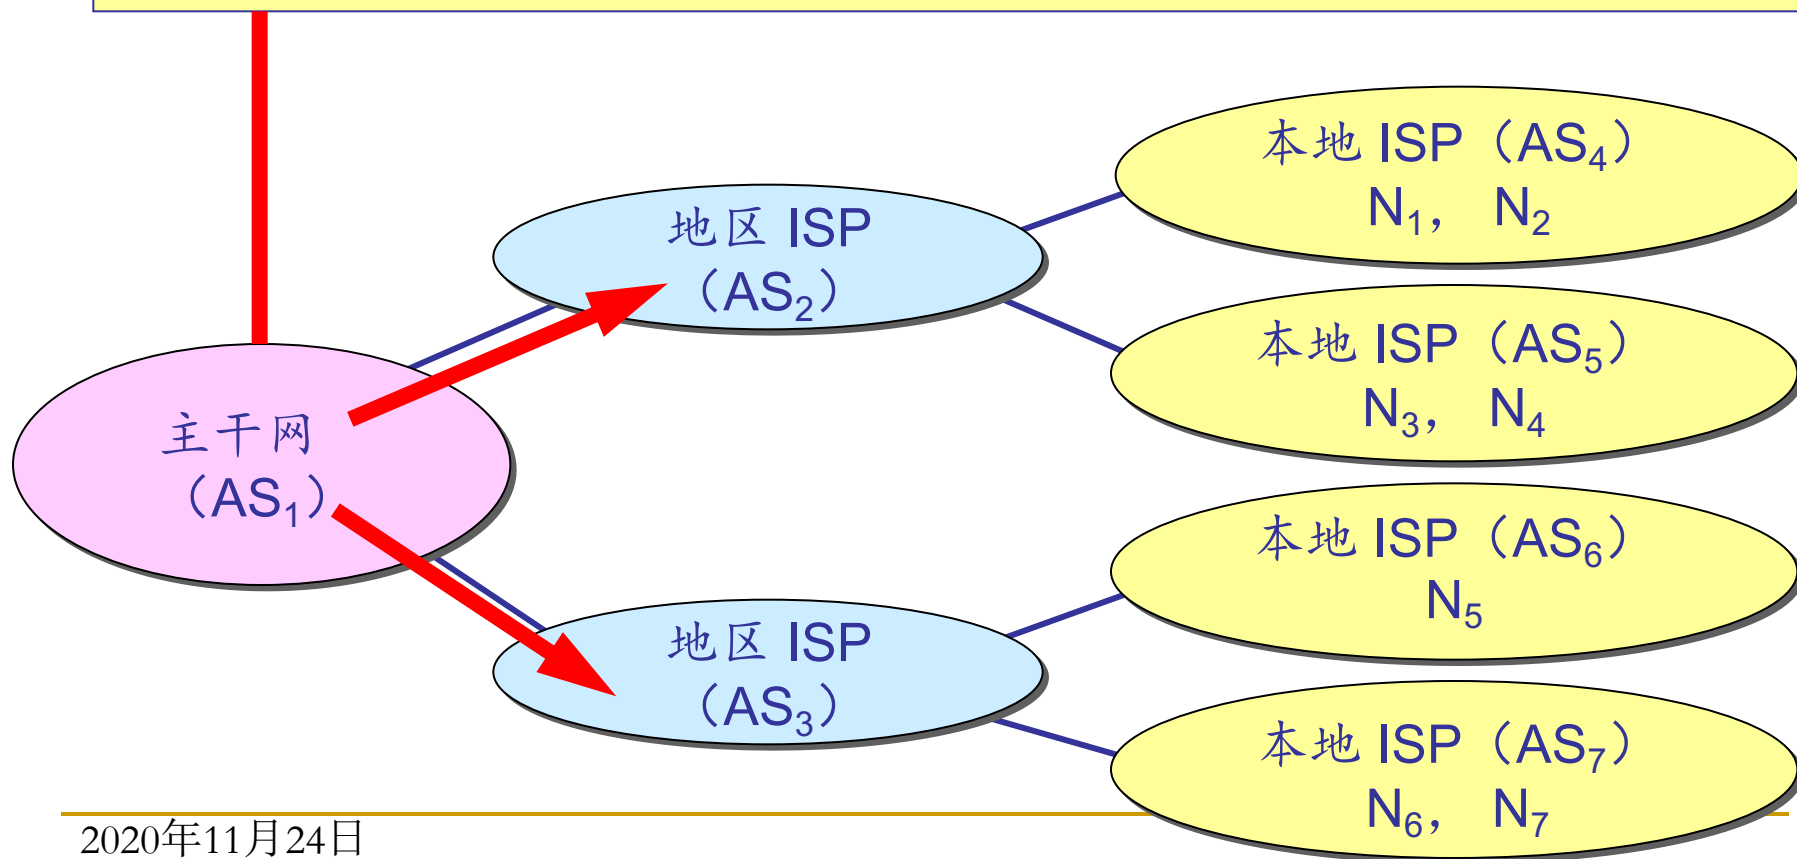 本地 ISP（AS₄）
N₁， N₂
地区 ISP
（AS₂）
本地 ISP（AS₅）
N₃， N₄
主干网
（AS₁）
本地 ISP（AS₆）
N₅
地区 ISP
（AS₃）
本地 ISP（AS₇）
N₆， N₇
2020年11月24日